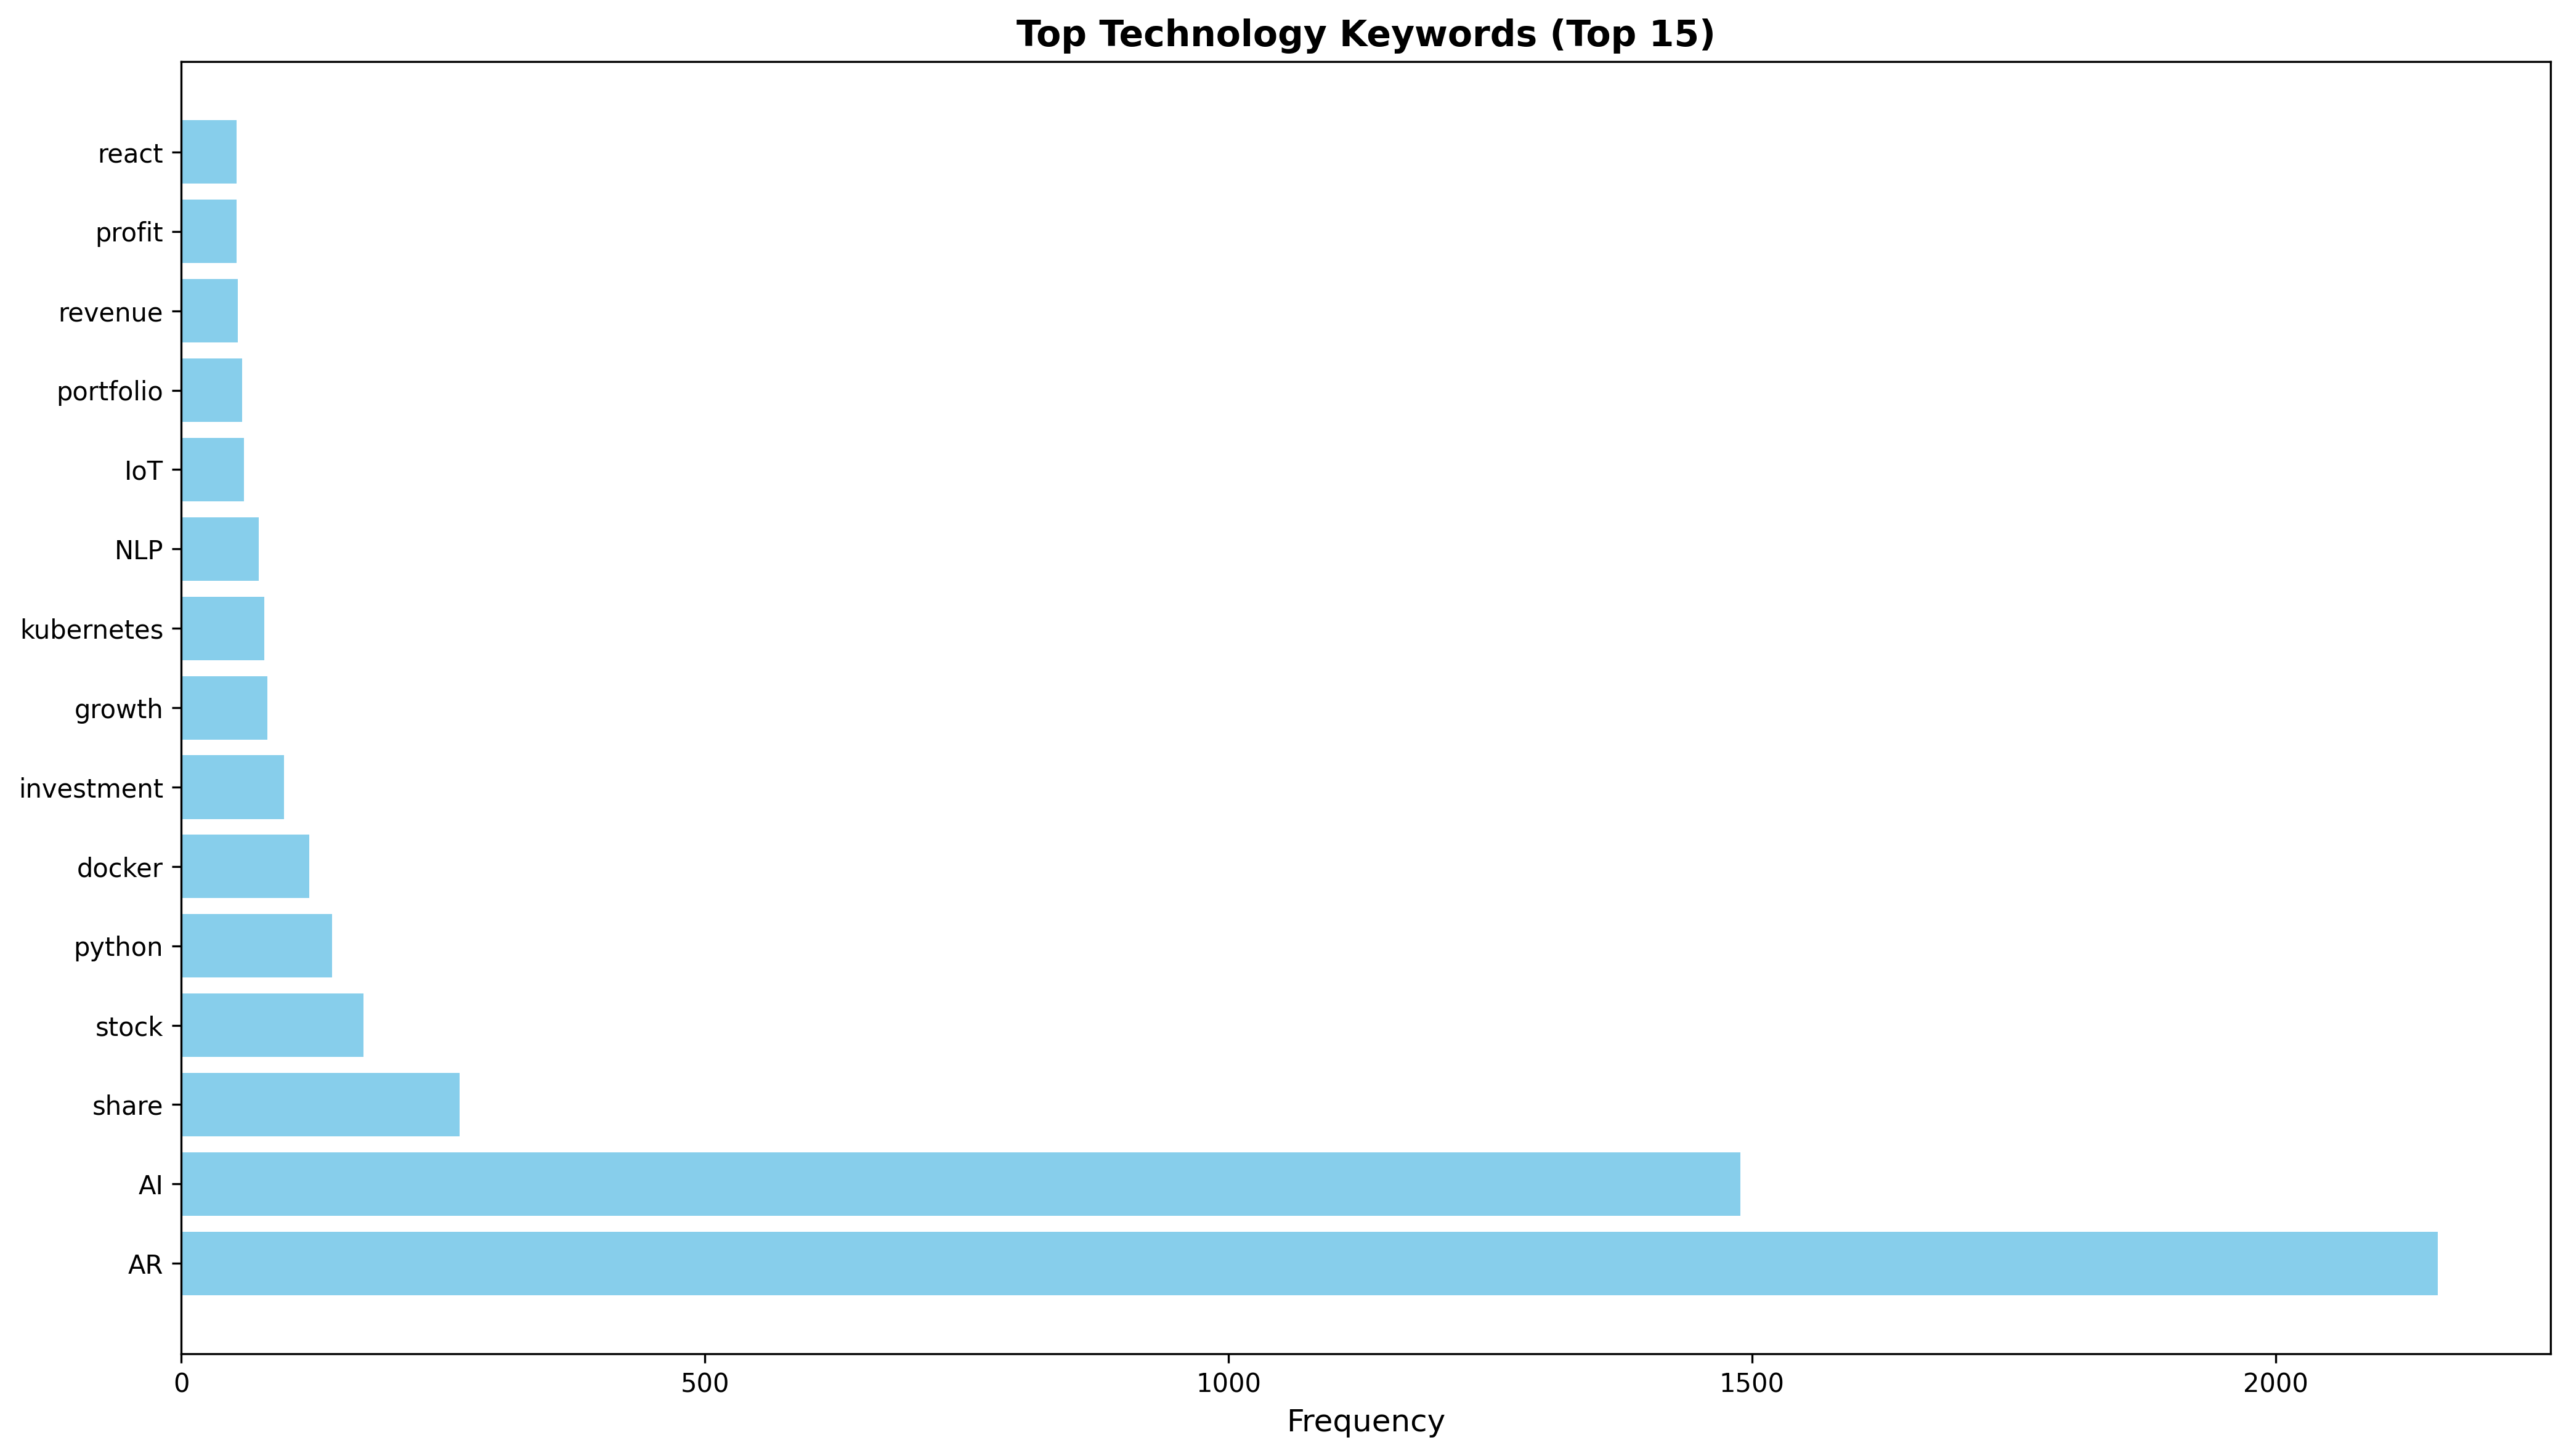 Top Technology Keywords (Top 15)
react
profit
revenue
portfolio
IoT
NLP
kubernetes
growth
investment
docker
python
stock
share
AI
AR
0 500 1000 1500 2000
Frequency